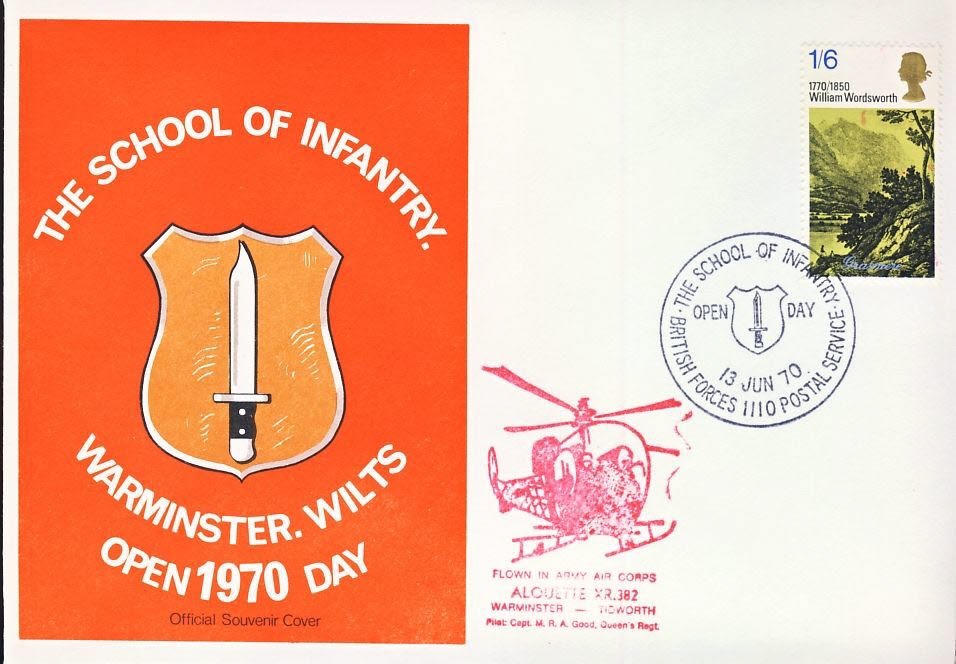 THE SCHOOL OF INFANTRY.
WARMINSTER. WILTS
OPEN 1970 DAY
Official Souvenir Cover
1/6
1770/1850
William Wordsworth
Grasmere
· THE SCHOOL · OF INFANTRY ·
OPEN DAY
13 JUN 70
BRITISH FORCES 1110 POSTAL SERVICE
FLOWN IN ARMY AIR CORPS
ALOUETTE XR.382
WARMINSTER — TIDWORTH
Pilot: Capt. M. R. A. Good, Queen's Regt.